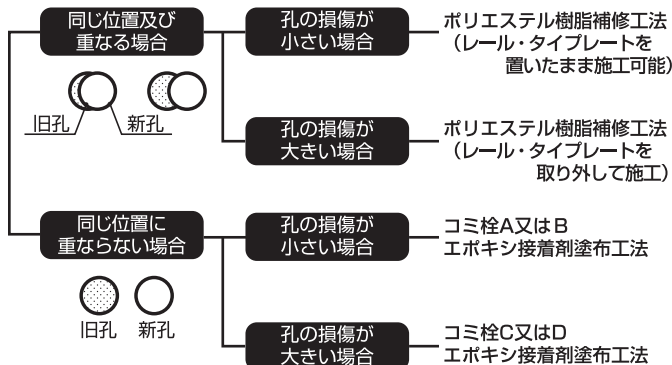 同じ位置及び
重なる場合
旧孔
新孔
孔の損傷が
小さい場合
ポリエステル樹脂補修工法
（レール・タイプレートを
置いたまま施工可能）
孔の損傷が
大きい場合
ポリエステル樹脂補修工法
（レール・タイプレートを
取り外して施工）
同じ位置に
重ならない場合
旧孔
新孔
孔の損傷が
小さい場合
コミ栓A又はB
エポキシ接着剤塗布工法
孔の損傷が
大きい場合
コミ栓C又はD
エポキシ接着剤塗布工法